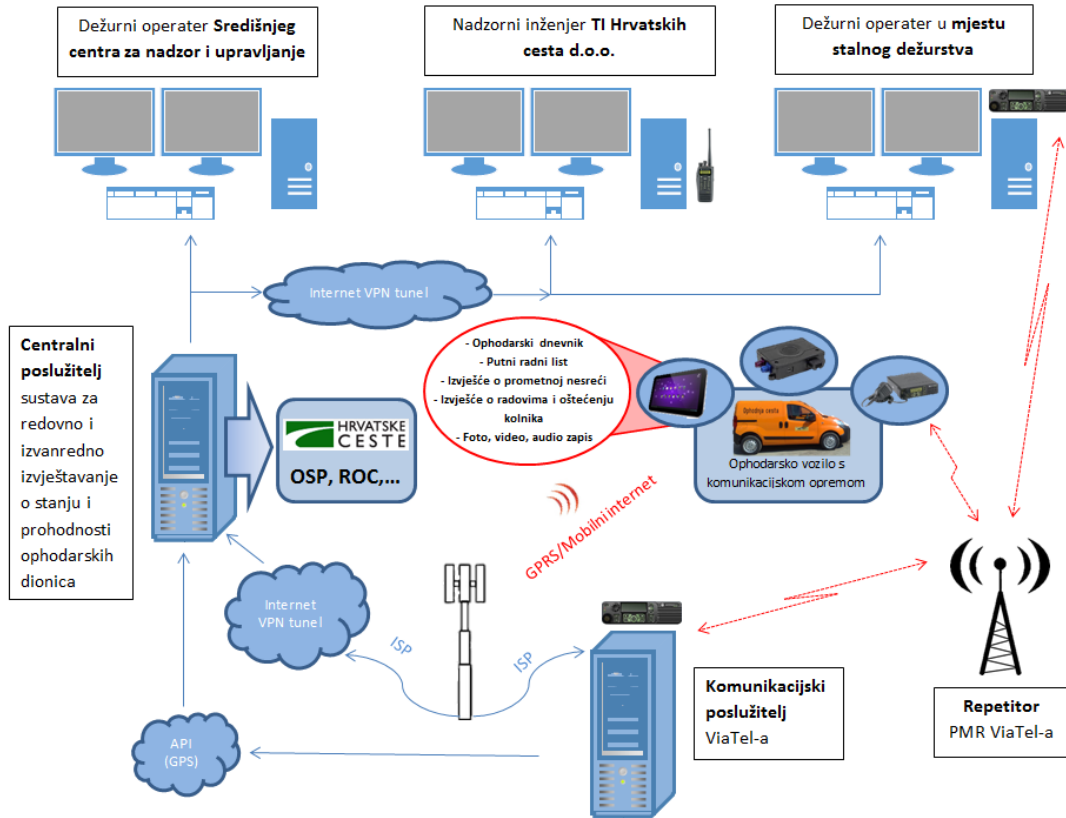 Dežurni operater Središnjeg
centra za nadzor i upravljanje
Nadzorni inženjer TI Hrvatskih
cesta d.o.o.
Dežurni operater u mjestu
stalnog dežurstva
Internet VPN tunel
Centralni
poslužitelj
sustava za
redovno i
izvanredno
izvještavanje
o stanju i
prohodnosti
ophodarskih
dionica
HRVATSKE
CESTE
OSP, ROC,...
- Ophodarski dnevnik
- Putni radni list
- Izvješće o prometnoj nesreći
- Izvješće o radovima i oštećenju
kolnika
- Foto, video, audio zapis
Ophodnja cesta
Ophodarsko vozilo s
komunikacijskom opremom
GPRS/Mobilni internet
Internet
VPN tunel
ISP
ISP
API
(GPS)
Komunikacijski
poslužitelj
ViaTel-a
Repetitor
PMR ViaTel-a